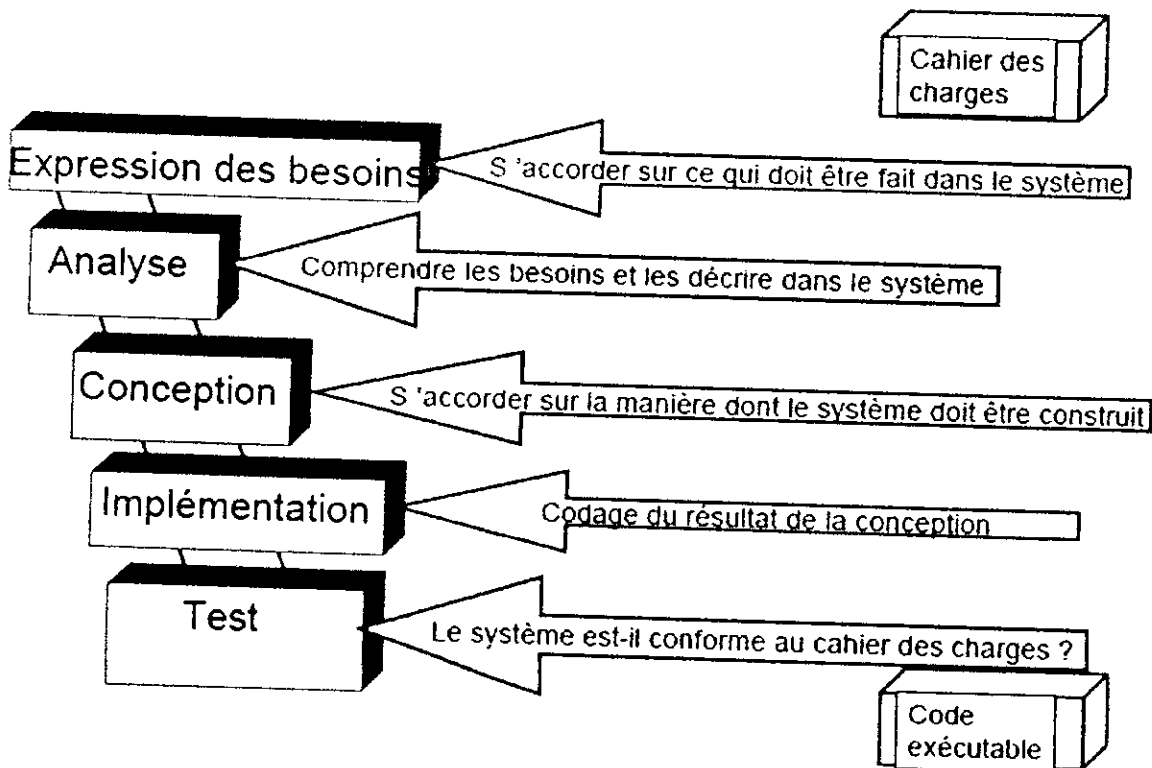 Cahier des
charges
Expression des besoins
S 'accorder sur ce qui doit être fait dans le système
Analyse
Comprendre les besoins et les décrire dans le système
Conception
S 'accorder sur la manière dont le système doit être construit
Implémentation
Codage du résultat de la conception
Test
Le système est-il conforme au cahier des charges ?
Code
exécutable